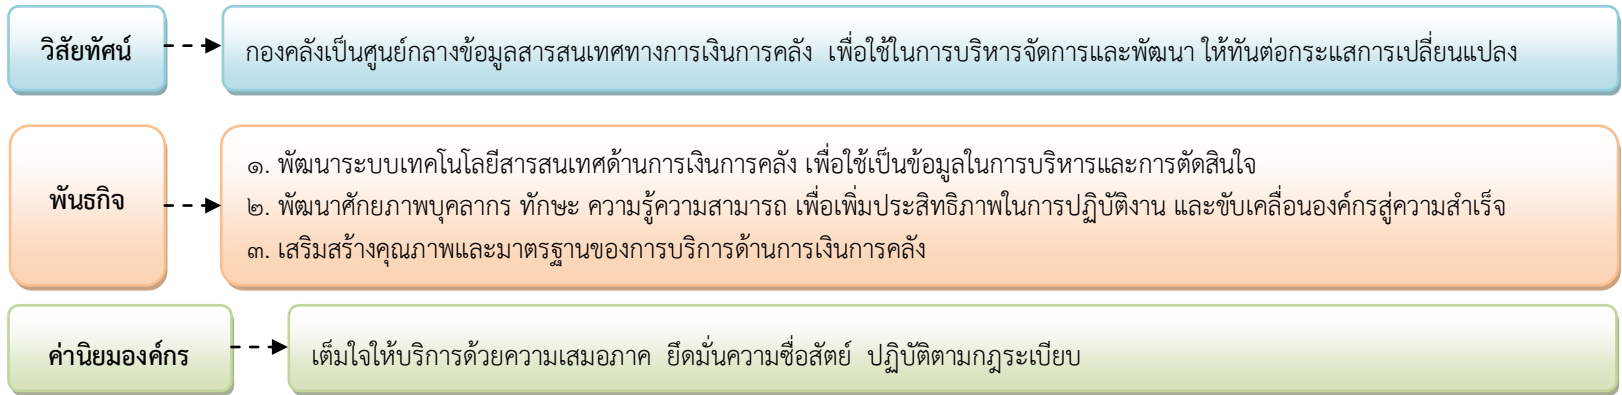 วิสัยทัศน์
กองคลังเป็นศูนย์กลางข้อมูลสารสนเทศทางการเงินการคลัง เพื่อใช้ในการบริหารจัดการและพัฒนา ให้ทันต่อกระแสการเปลี่ยนแปลง
พันธกิจ
๑. พัฒนาระบบเทคโนโลยีสารสนเทศด้านการเงินการคลัง เพื่อใช้เป็นข้อมูลในการบริหารและการตัดสินใจ
๒. พัฒนาศักยภาพบุคลากร ทักษะ ความรู้ความสามารถ เพื่อเพิ่มประสิทธิภาพในการปฏิบัติงาน และขับเคลื่อนองค์กรสู่ความสำเร็จ
๓. เสริมสร้างคุณภาพและมาตรฐานของการบริการด้านการเงินการคลัง
ค่านิยมองค์กร
เต็มใจให้บริการด้วยความเสมอภาค ยึดมั่นความซื่อสัตย์ ปฏิบัติตามกฎระเบียบ